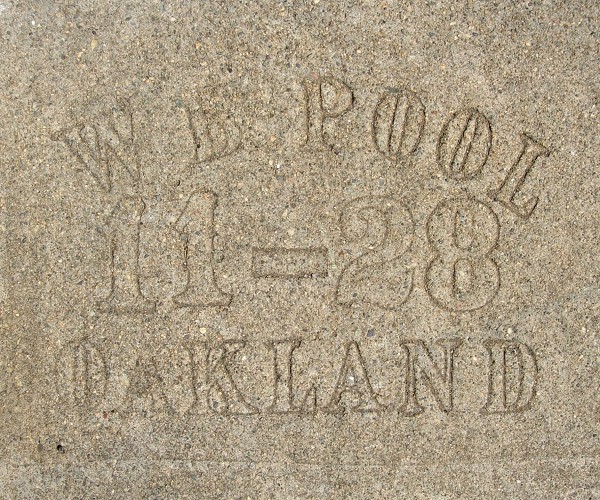 W E POOL
11-28
OAKLAND